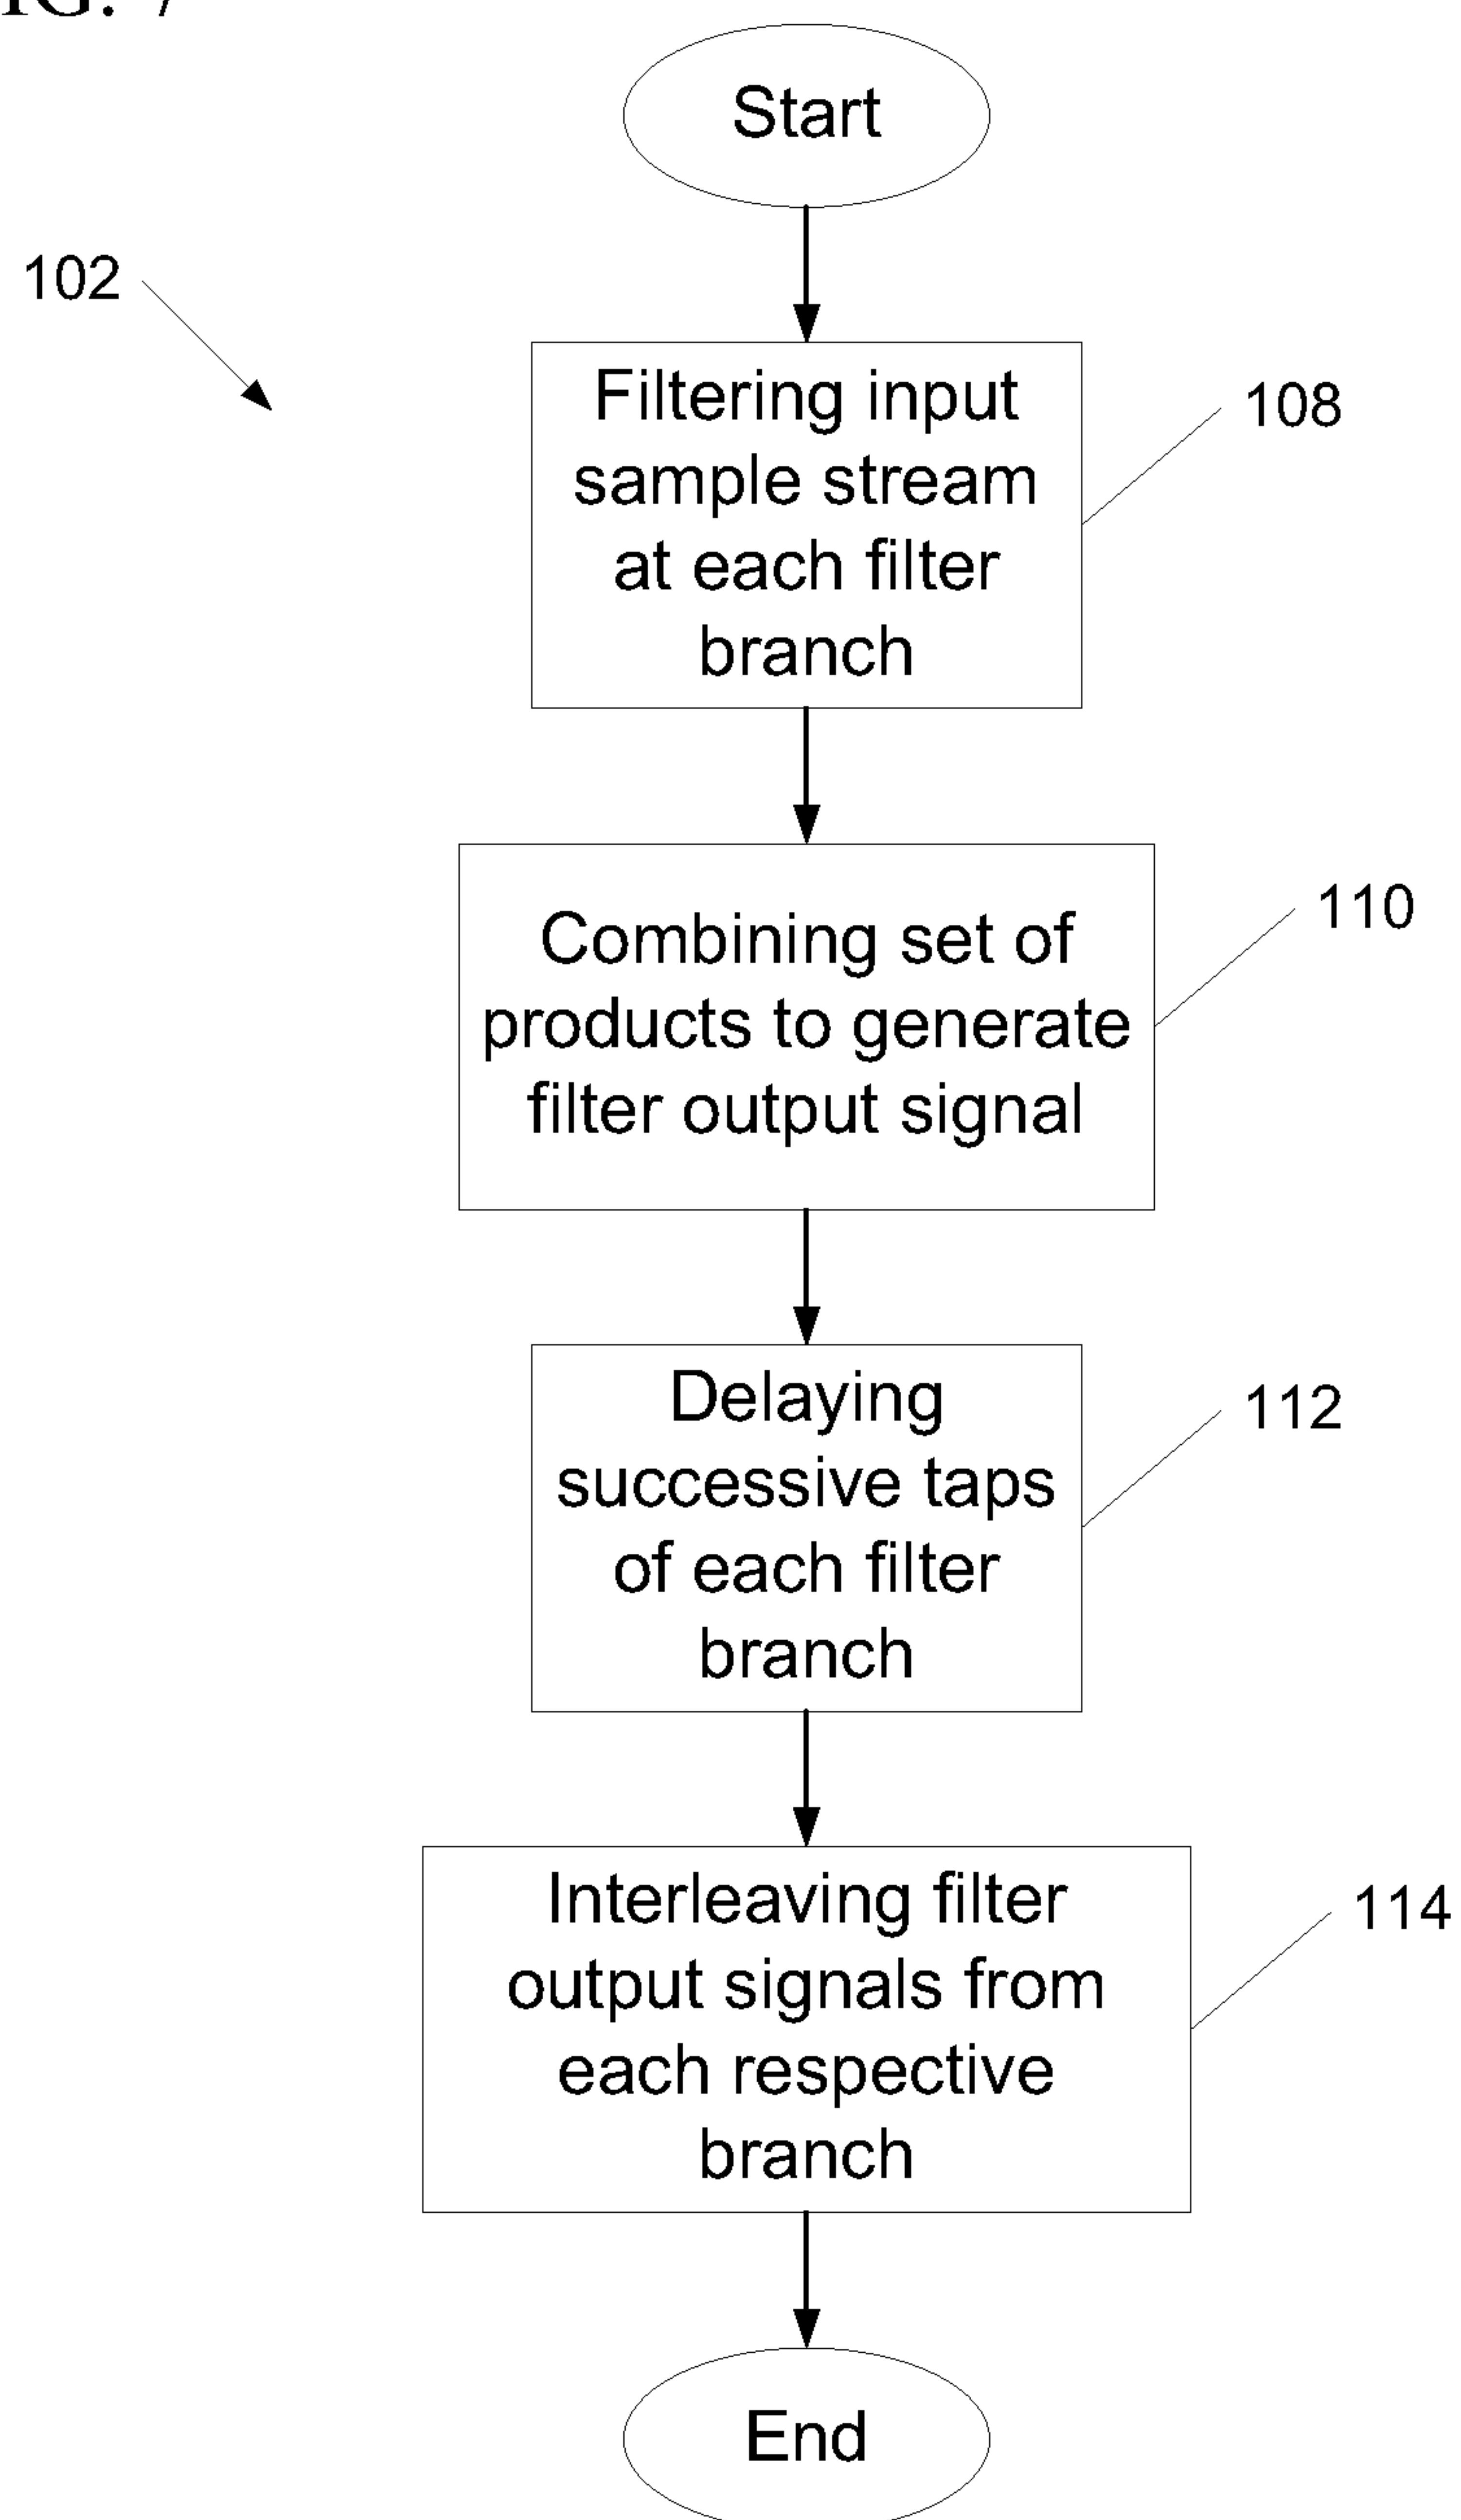 Start
102
Filtering input
sample stream
at each filter
branch
108
Combining set of
products to generate
filter output signal
110
Delaying
successive taps
of each filter
branch
112
Interleaving filter
output signals from
each respective
branch
114
End